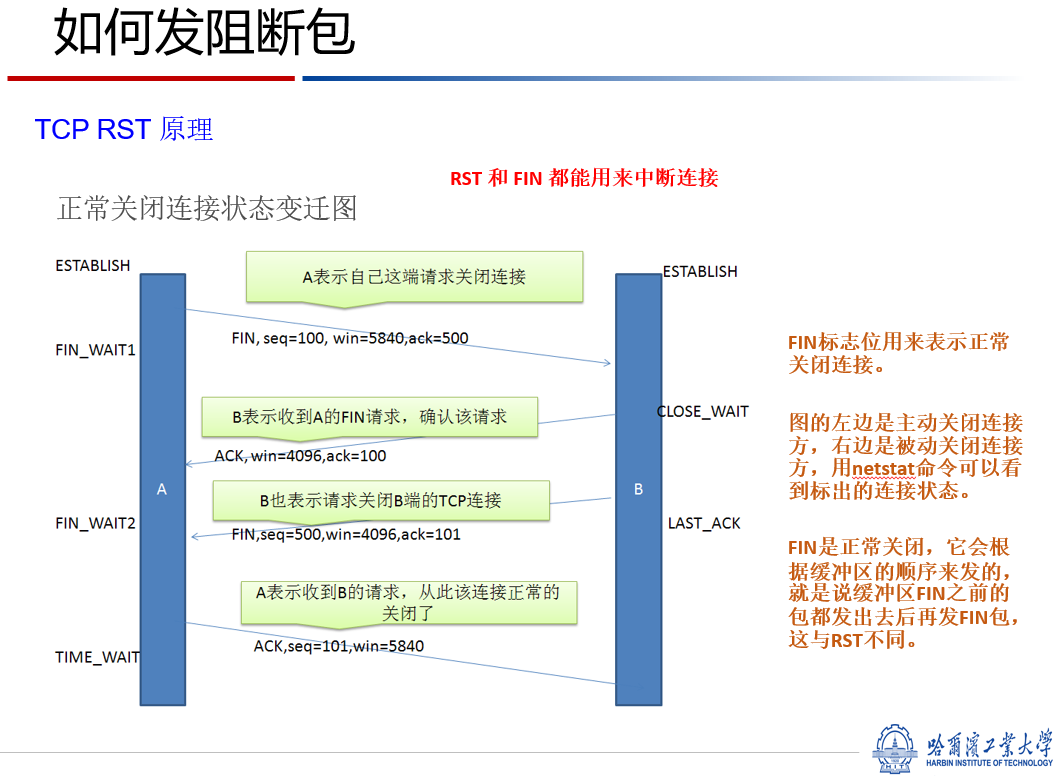 如何发阻断包
TCP RST 原理
RST 和 FIN 都能用来中断连接
正常关闭连接状态变迁图
ESTABLISH
A表示自己这端请求关闭连接
ESTABLISH
FIN, seq=100, win=5840,ack=500
FIN_WAIT1
B表示收到A的FIN请求，确认该请求
CLOSE_WAIT
ACK,win=4096,ack=100
A
B也表示请求关闭B端的TCP连接
B
FIN_WAIT2
FIN,seq=500,win=4096,ack=101
LAST_ACK
A表示收到B的请求，从此该连接正常的
关闭了
ACK,seq=101,win=5840
TIME_WAIT
FIN标志位用来表示正常
关闭连接。
图的左边是主动关闭连接
方，右边是被动关闭连接
方，用netstat命令可以看
到标出的连接状态。
FIN是正常关闭，它会根
据缓冲区的顺序来发的，
就是说缓冲区FIN之前的
包都发出去后再发FIN包，
这与RST不同。
哈爾濱工業大學
HARBIN INSTITUTE OF TECHNOLOGY
HIT